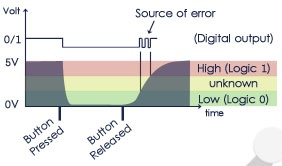 Volt
Source of error
0/1
(Digital output)
5V
High (Logic 1)
unknown
0V
Low (Logic 0)
time
Button
Pressed
Button
Released